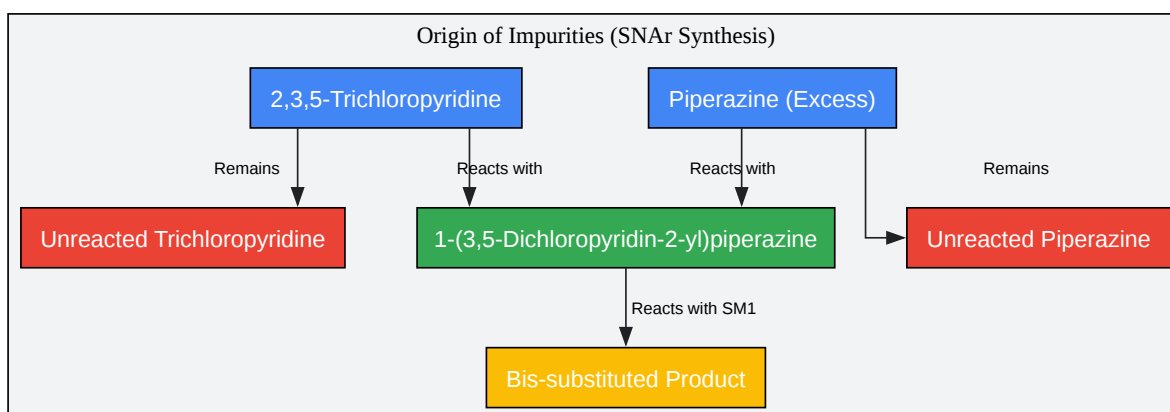 Origin of Impurities (SNAr Synthesis)
2,3,5-Trichloropyridine
Piperazine (Excess)
Remains
Reacts with
Reacts with
Remains
Unreacted Trichloropyridine
1-(3,5-Dichloropyridin-2-yl)piperazine
Unreacted Piperazine
Reacts with SM1
Bis-substituted Product